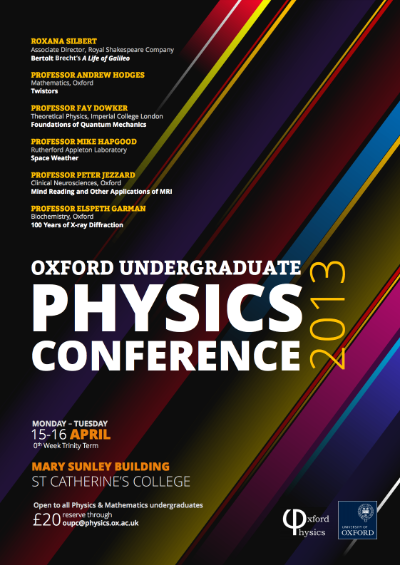 ROXANA SILBERT
Associate Director, Royal Shakespeare Company
Bertolt Brecht's A Life of Galileo
PROFESSOR ANDREW HODGES
Mathematics, Oxford
Twistors
PROFESSOR FAY DOWKER
Theoretical Physics, Imperial College London
Foundations of Quantum Mechanics
PROFESSOR MIKE HAPGOOD
Rutherford Appleton Laboratory
Space Weather
PROFESSOR PETER JEZZARD
Clinical Neurosciences, Oxford
Mind Reading and Other Applications of MRI
PROFESSOR ELSPETH GARMAN
Biochemistry, Oxford
100 Years of X-ray Diffraction
OXFORD UNDERGRADUATE
PHYSICS
CONFERENCE
2013
MONDAY – TUESDAY
15-16 APRIL
0th Week Trinity Term
MARY SUNLEY BUILDING
ST CATHERINE'S COLLEGE
Open to all Physics & Mathematics undergraduates
£20 reserve through
oupc@physics.ox.ac.uk
Oxford
Physics
UNIVERSITY OF
OXFORD